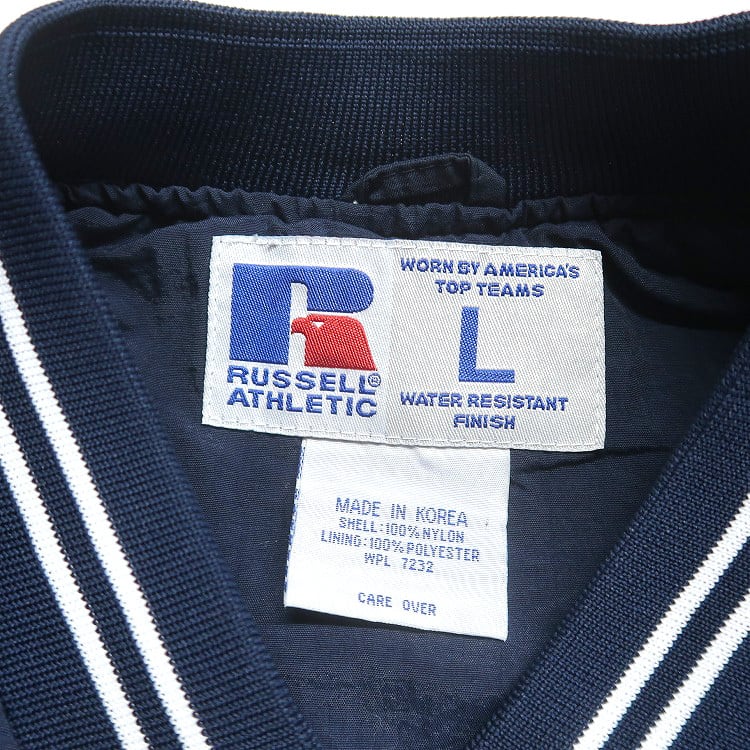 RUSSELL®
ATHLETIC
WORN BY AMERICA'S
TOP TEAMS
L
WATER RESISTANT
FINISH
MADE IN KOREA
SHELL:100%NYLON
LINING:100%POLYESTER
WPL 7232
CARE OVER